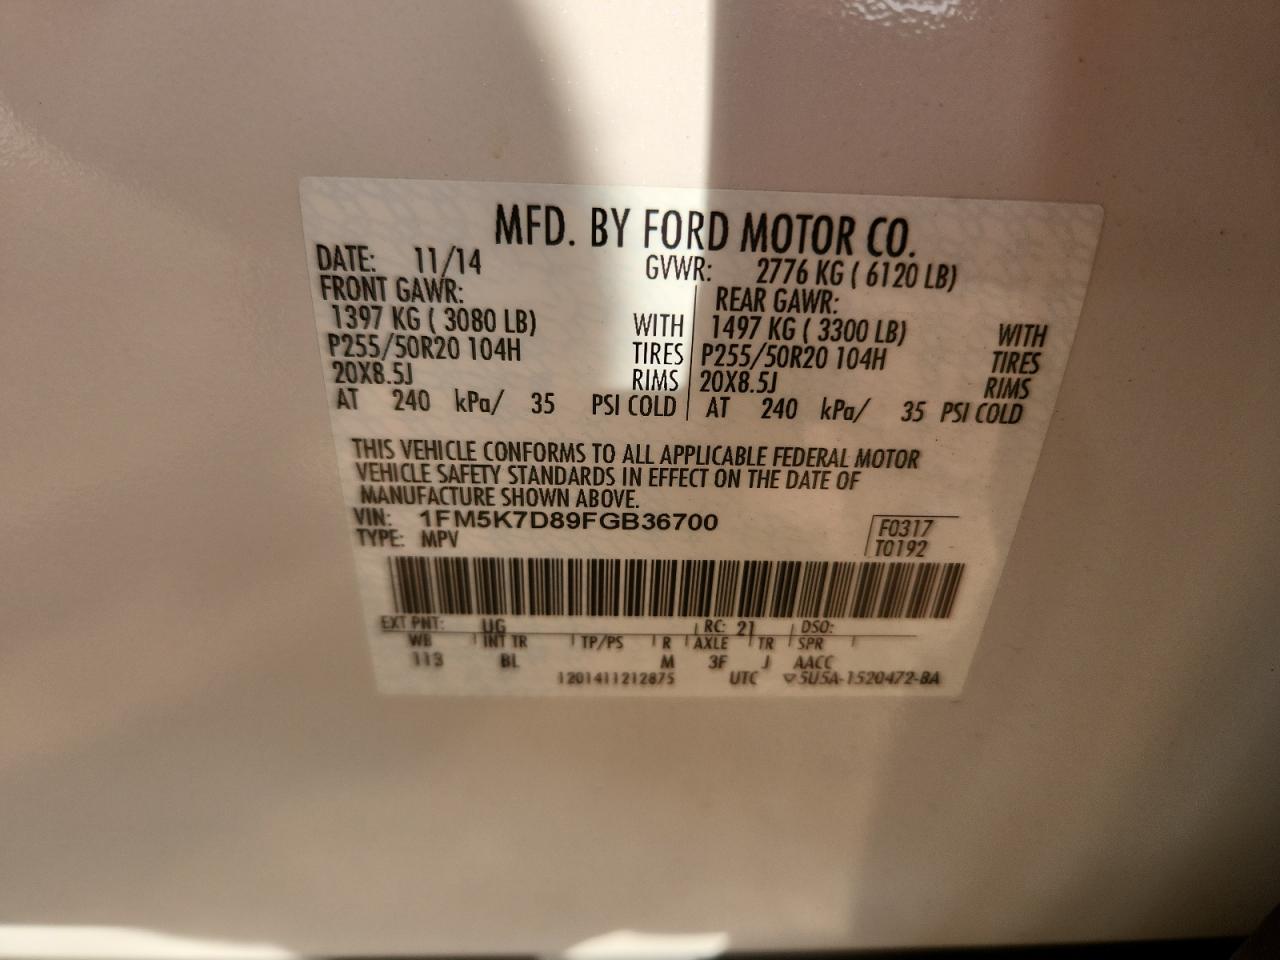 MFD. BY FORD MOTOR CO.
DATE: 11/14 GVWR: 2776 KG ( 6120 LB)
FRONT GAWR: REAR GAWR:
1397 KG ( 3080 LB) WITH 1497 KG ( 3300 LB) WITH
P255/50R20 104H TIRES P255/50R20 104H TIRES
20X8.5J RIMS 20X8.5J RIMS
AT 240 kPa/ 35 PSI COLD AT 240 kPa/ 35 PSI COLD
THIS VEHICLE CONFORMS TO ALL APPLICABLE FEDERAL MOTOR
VEHICLE SAFETY STANDARDS IN EFFECT ON THE DATE OF
MANUFACTURE SHOWN ABOVE.
VIN: 1FM5K7D89FGB36700 F0317
TYPE: MPV T0192
EXT PNT: UG RC: 21 DSO:
WB INT TR TP/PS R AXLE TR SPR
113 BL M 3F J AACC
1201411212875 UTC ▽5U5A-1520472-BA